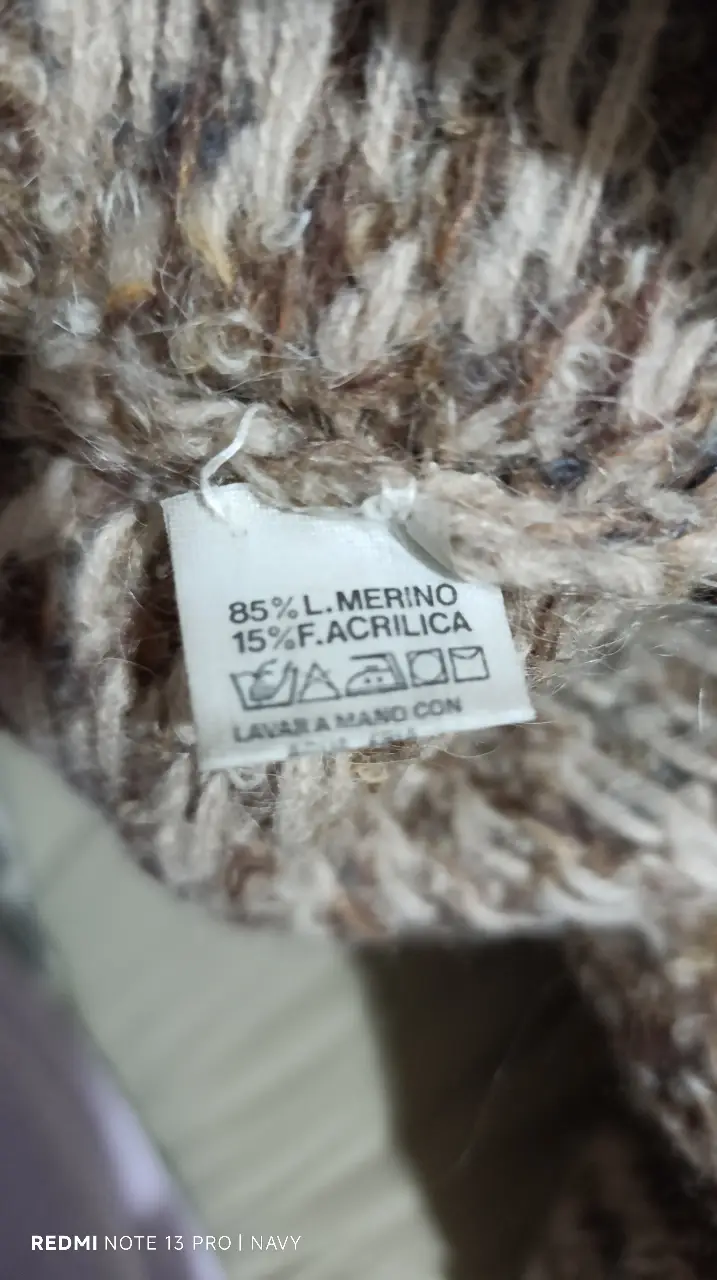 85% L.MERINO
15%F.ACRILICA
LAVAR A MANO CON
REDMI NOTE 13 PRO | NAVY